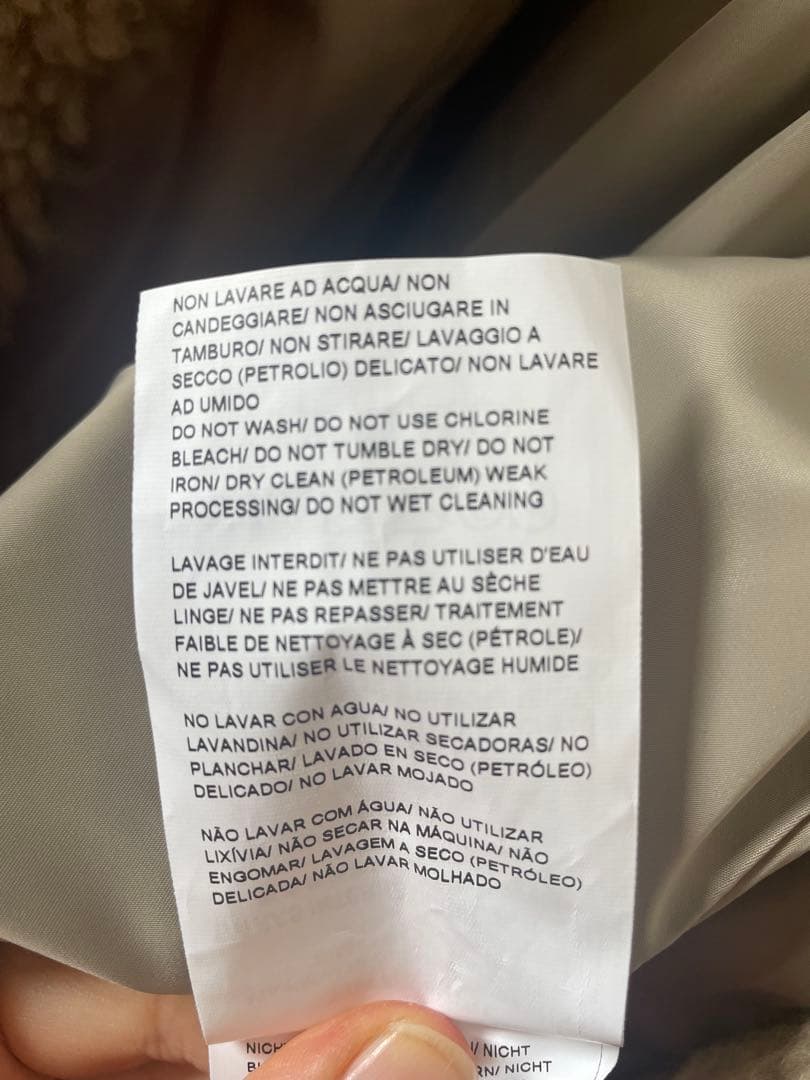 NON LAVARE AD ACQUA/ NON
CANDEGGIARE/ NON ASCIUGARE IN
TAMBURO/ NON STIRARE/ LAVAGGIO A
SECCO (PETROLIO) DELICATO/ NON LAVARE
AD UMIDO
DO NOT WASH/ DO NOT USE CHLORINE
BLEACH/ DO NOT TUMBLE DRY/ DO NOT
IRON/ DRY CLEAN (PETROLEUM) WEAK
PROCESSING/ DO NOT WET CLEANING
LAVAGE INTERDIT/ NE PAS UTILISER D'EAU
DE JAVEL/ NE PAS METTRE AU SÈCHE
LINGE/ NE PAS REPASSER/ TRAITEMENT
FAIBLE DE NETTOYAGE À SEC (PÉTROLE)/
NE PAS UTILISER LE NETTOYAGE HUMIDE
NO LAVAR CON AGUA/ NO UTILIZAR
LAVANDINA/ NO UTILIZAR SECADORAS/ NO
PLANCHAR/ LAVADO EN SECO (PETRÓLEO)
DELICADO/ NO LAVAR MOJADO
NÃO LAVAR COM ÁGUA/ NÃO UTILIZAR
LIXÍVIA/ NÃO SECAR NA MÁQUINA/ NÃO
ENGOMAR/ LAVAGEM A SECO (PETRÓLEO)
DELICADA/ NÃO LAVAR MOLHADO
/ NICHT
NICHT